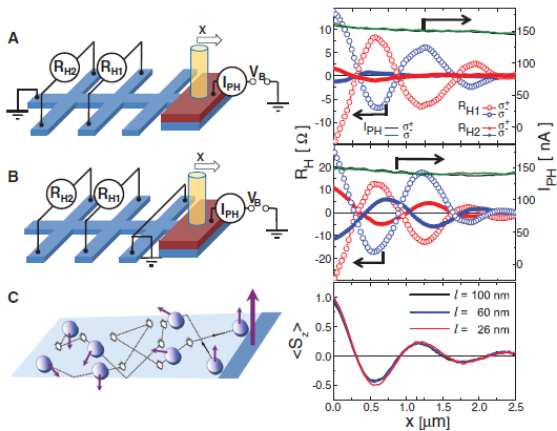 A
x
R_H2
R_H1
I_PH
V_B
R_H [Ω]
10
5
0
-5
-10
-15
150
100
50
0
I_PH [nA]
I_PH
σ+
σ-
R_H1
σ+
σ-
R_H2
σ+
σ-
B
x
R_H2
R_H1
I_PH
V_B
20
10
0
-10
-20
150
100
50
0
C
<S_z>
1.0
0.5
0.0
-0.5
l = 100 nm
l = 60 nm
l = 26 nm
0.0 0.5 1.0 1.5 2.0 2.5
x [μm]